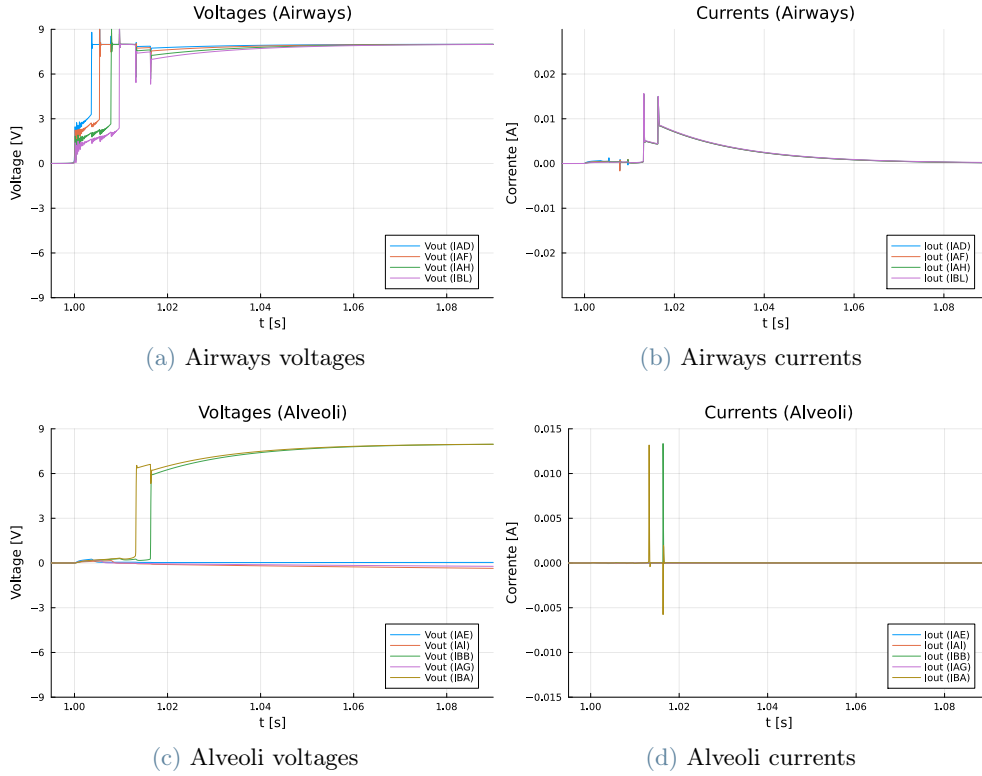 Voltages (Airways)
9
6
3
0
−3
−6
−9
Voltage [V]
1.00
1.02
1.04
1.06
1.08
t [s]
Vout (IAD)
Vout (IAF)
Vout (IAH)
Vout (IBL)
(a) Airways voltages
Currents (Airways)
0.02
0.01
0.00
−0.01
−0.02
Corrente [A]
1.00
1.02
1.04
1.06
1.08
t [s]
Iout (IAD)
Iout (IAF)
Iout (IAH)
Iout (IBL)
(b) Airways currents
Voltages (Alveoli)
9
6
3
0
−3
−6
−9
Voltage [V]
1.00
1.02
1.04
1.06
1.08
t [s]
Vout (IAE)
Vout (IAI)
Vout (IBB)
Vout (IAG)
Vout (IBA)
(c) Alveoli voltages
Currents (Alveoli)
0.015
0.010
0.005
0.000
−0.005
−0.010
−0.015
Corrente [A]
1.00
1.02
1.04
1.06
1.08
t [s]
Iout (IAE)
Iout (IAI)
Iout (IBB)
Iout (IAG)
Iout (IBA)
(d) Alveoli currents